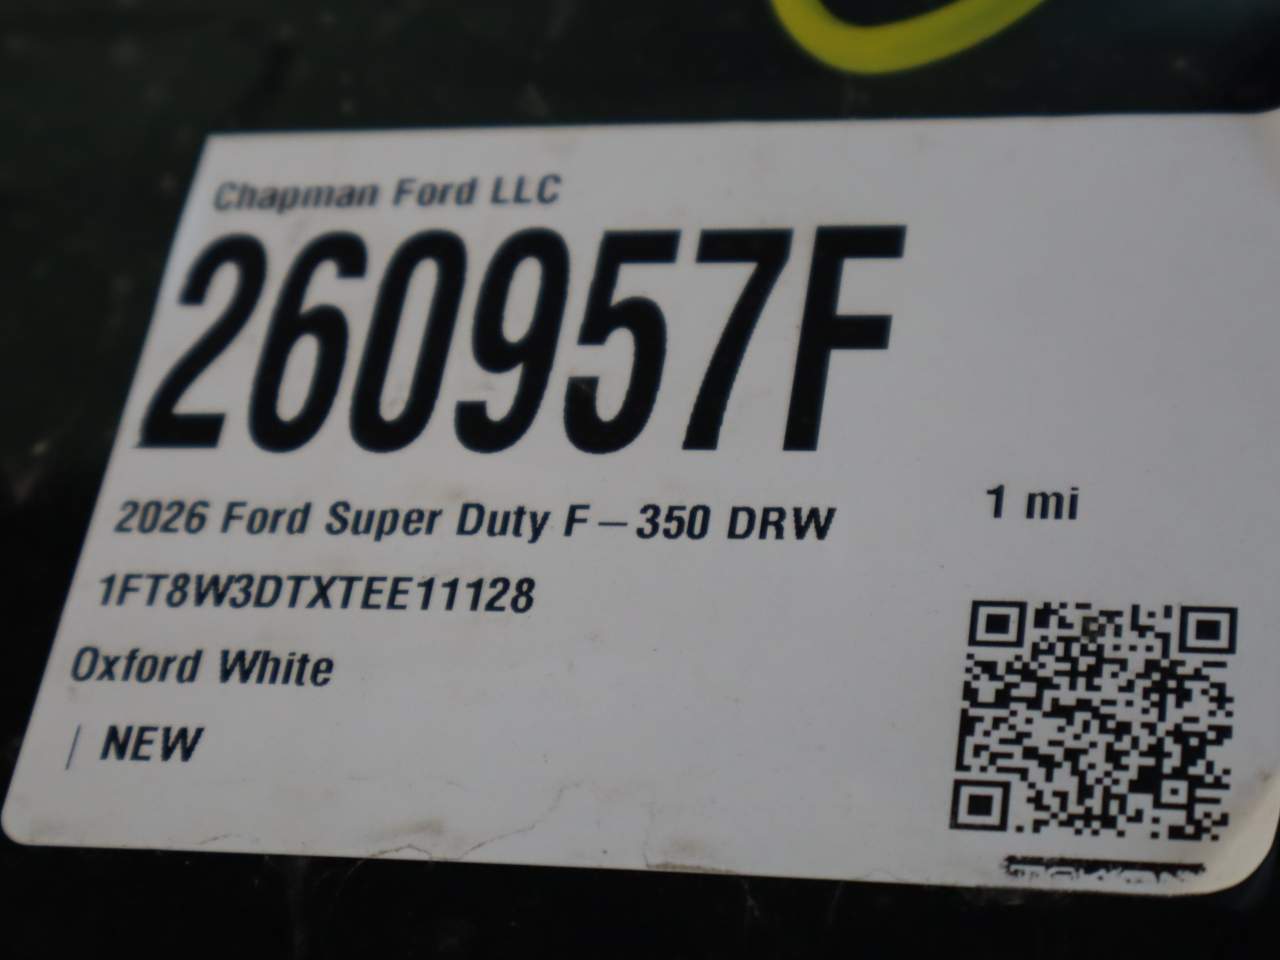 Chapman Ford LLC
260957F
2026 Ford Super Duty F-350 DRW
1 mi
1FT8W3DTXTEE11128
Oxford White
| NEW